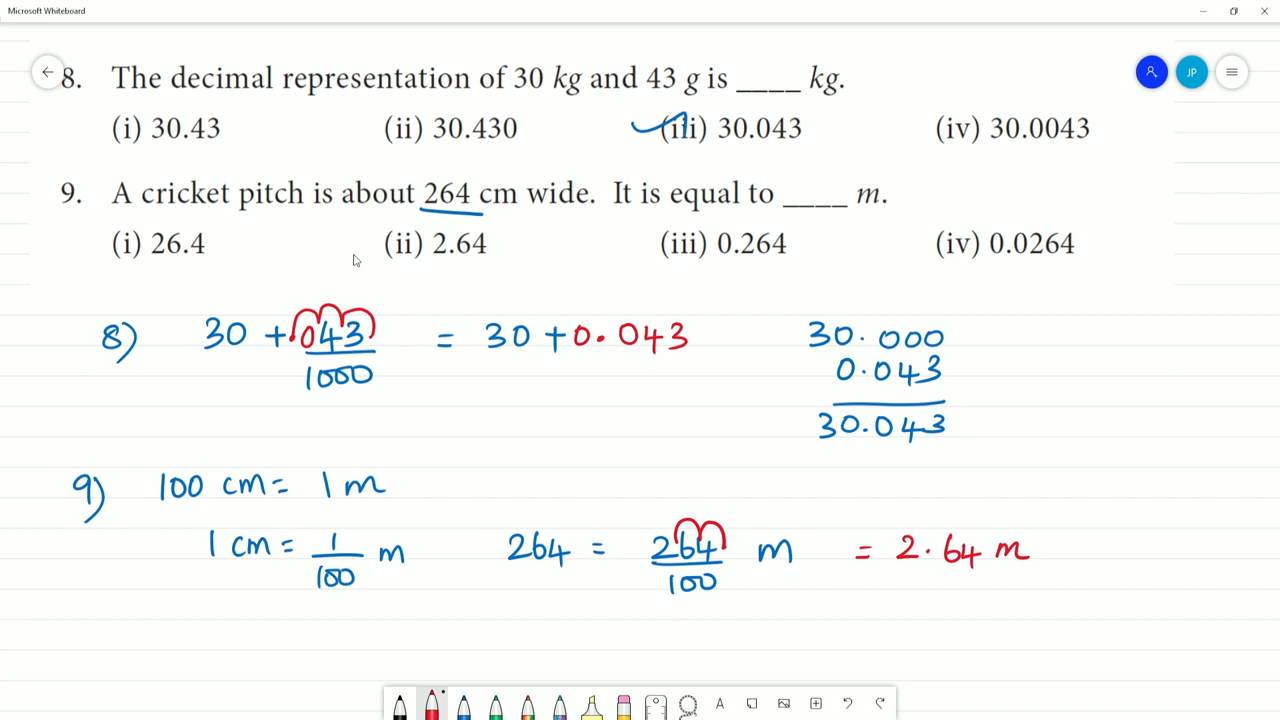 Microsoft Whiteboard
JP
8. The decimal representation of 30 kg and 43 g is ____ kg.
(i) 30.43 (ii) 30.430 (iii) 30.043 (iv) 30.0043
9. A cricket pitch is about 264 cm wide. It is equal to ____ m.
(i) 26.4 (ii) 2.64 (iii) 0.264 (iv) 0.0264
8) 30 + 043/1000 = 30 + 0.043
30.000
0.043
30.043
9) 100 cm = 1 m
1 cm = 1/100 m 264 = 264/100 m = 2.64 m
A